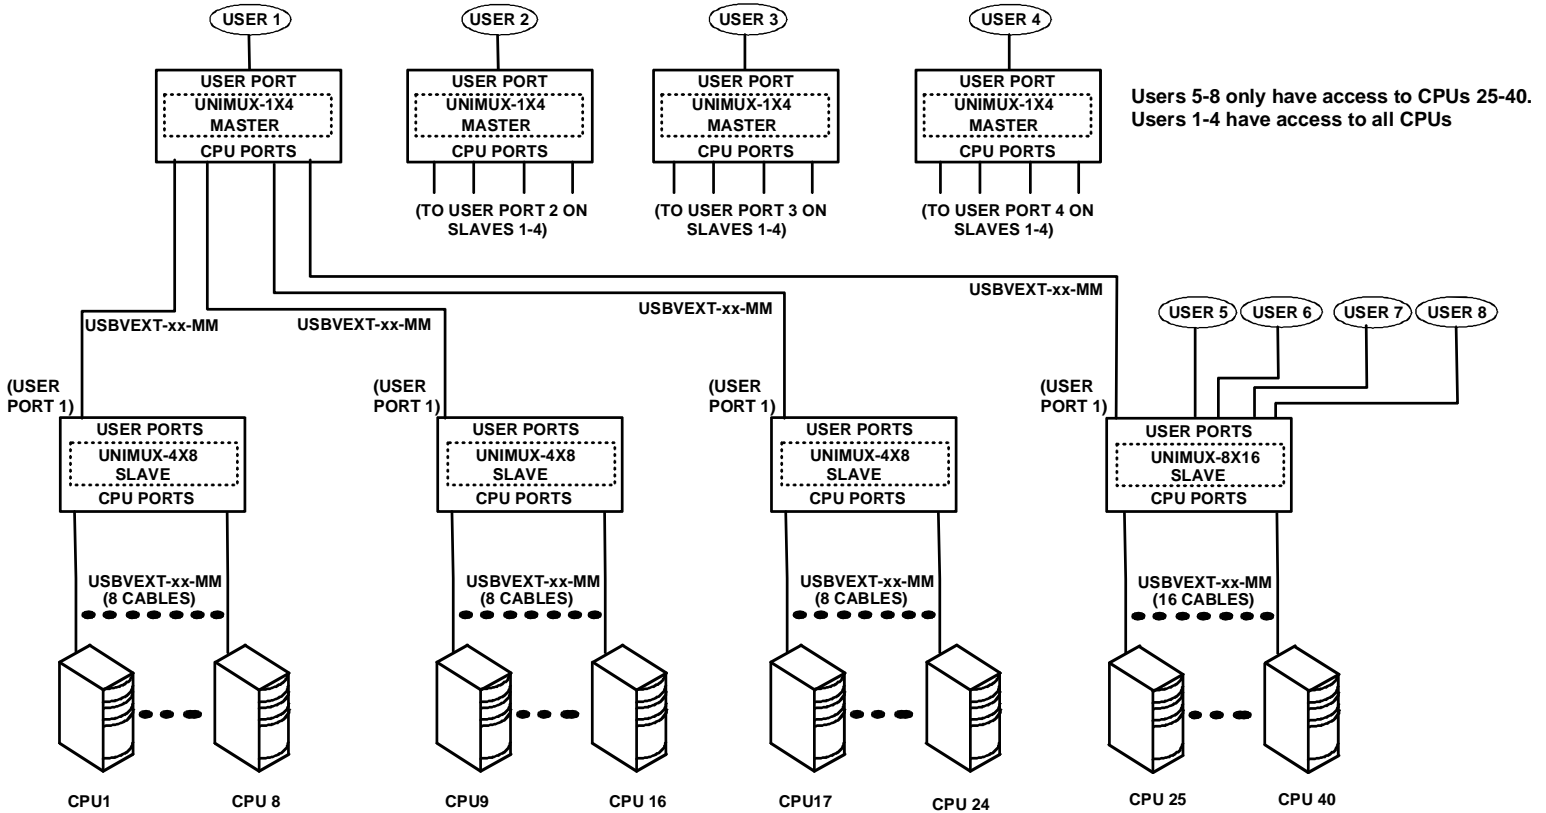 USER 1
USER 2
USER 3
USER 4
USER PORT
UNIMUX-1X4
MASTER
CPU PORTS
USER PORT
UNIMUX-1X4
MASTER
CPU PORTS
(TO USER PORT 2 ON
SLAVES 1-4)
USER PORT
UNIMUX-1X4
MASTER
CPU PORTS
(TO USER PORT 3 ON
SLAVES 1-4)
USER PORT
UNIMUX-1X4
MASTER
CPU PORTS
(TO USER PORT 4 ON
SLAVES 1-4)
Users 5-8 only have access to CPUs 25-40.
Users 1-4 have access to all CPUs
USBVEXT-xx-MM
USBVEXT-xx-MM
USBVEXT-xx-MM
USBVEXT-xx-MM
USER 5
USER 6
USER 7
USER 8
(USER
PORT 1)
USER PORTS
UNIMUX-4X8
SLAVE
CPU PORTS
USBVEXT-xx-MM
(8 CABLES)
CPU1
CPU 8
(USER
PORT 1)
USER PORTS
UNIMUX-4X8
SLAVE
CPU PORTS
USBVEXT-xx-MM
(8 CABLES)
CPU9
CPU 16
(USER
PORT 1)
USER PORTS
UNIMUX-4X8
SLAVE
CPU PORTS
USBVEXT-xx-MM
(8 CABLES)
CPU17
CPU 24
(USER
PORT 1)
USER PORTS
UNIMUX-8X16
SLAVE
CPU PORTS
USBVEXT-xx-MM
(16 CABLES)
CPU 25
CPU 40